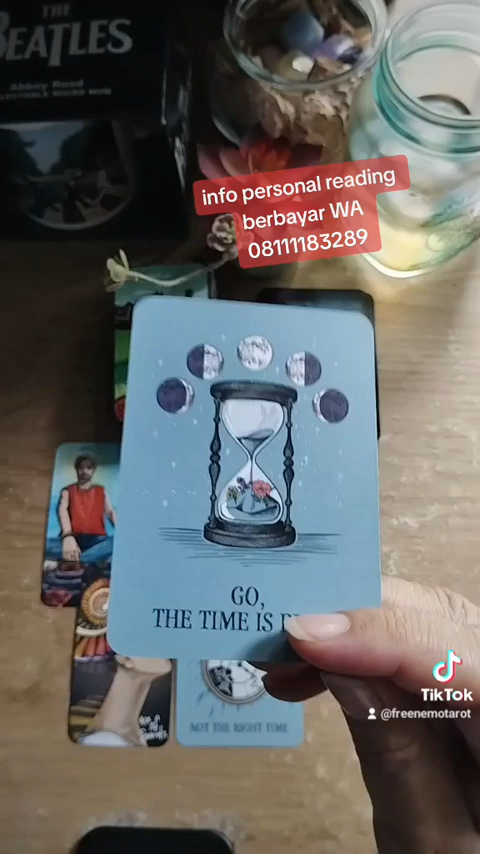 THE
BEATLES
Abbey Road
info personal reading
berbayar WA
08111183289
GO,
THE TIME IS
NOT THE RIGHT TIME
TikTok
@freenemotarot